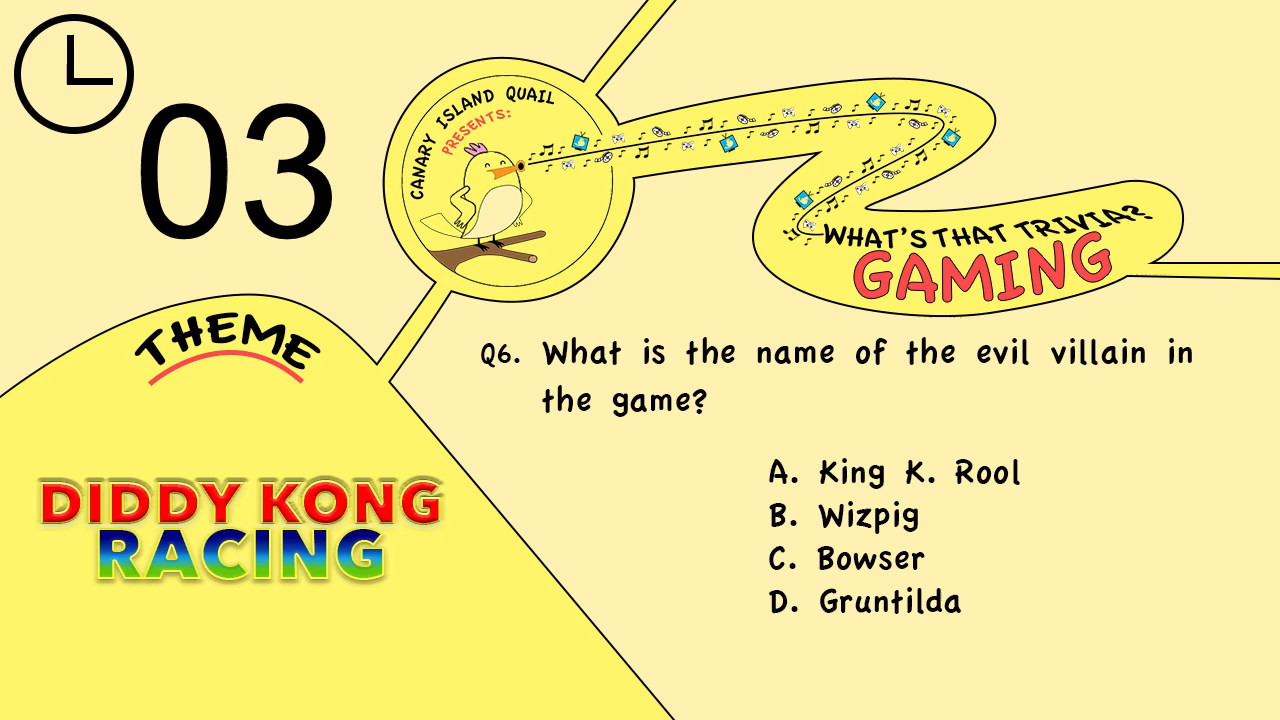 03
CANARY ISLAND QUAIL
PRESENTS:
WHAT'S THAT TRIVIA?
GAMING
THEME
DIDDY KONG
RACING
Q6. What is the name of the evil villain in
the game?
A. King K. Rool
B. Wizpig
C. Bowser
D. Gruntilda